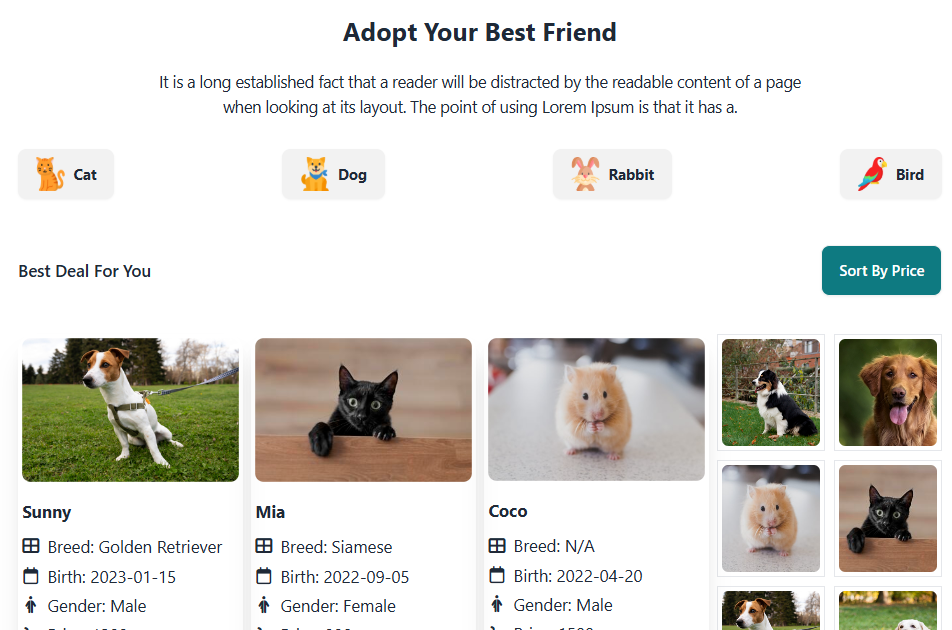 Adopt Your Best Friend
It is a long established fact that a reader will be distracted by the readable content of a page
when looking at its layout. The point of using Lorem Ipsum is that it has a.
Cat
Dog
Rabbit
Bird
Best Deal For You
Sort By Price
Sunny
Breed: Golden Retriever
Birth: 2023-01-15
Gender: Male
Mia
Breed: Siamese
Birth: 2022-09-05
Gender: Female
Coco
Breed: N/A
Birth: 2022-04-20
Gender: Male